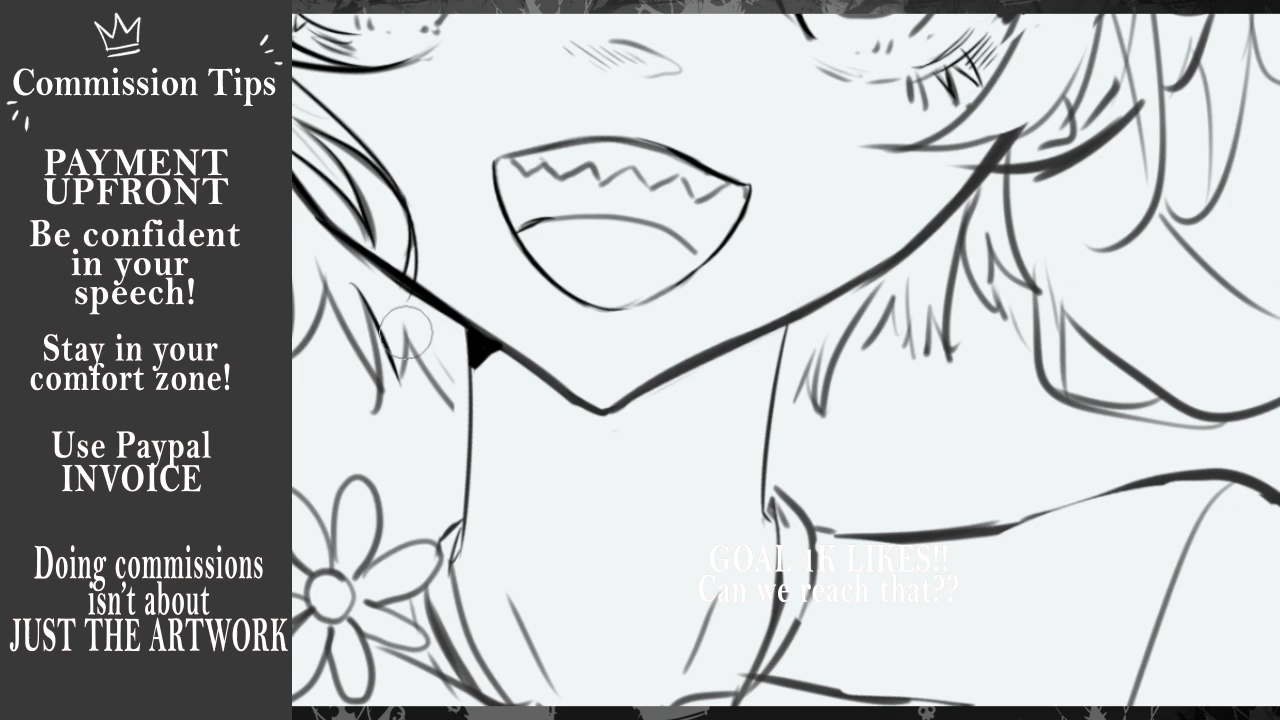 Commission Tips
PAYMENT
UPFRONT
Be confident
in your
speech!
Stay in your
comfort zone!
Use Paypal
INVOICE
Doing commissions
isn't about
JUST THE ARTWORK
GOAL 1K LIKES!!
Can we reach that??